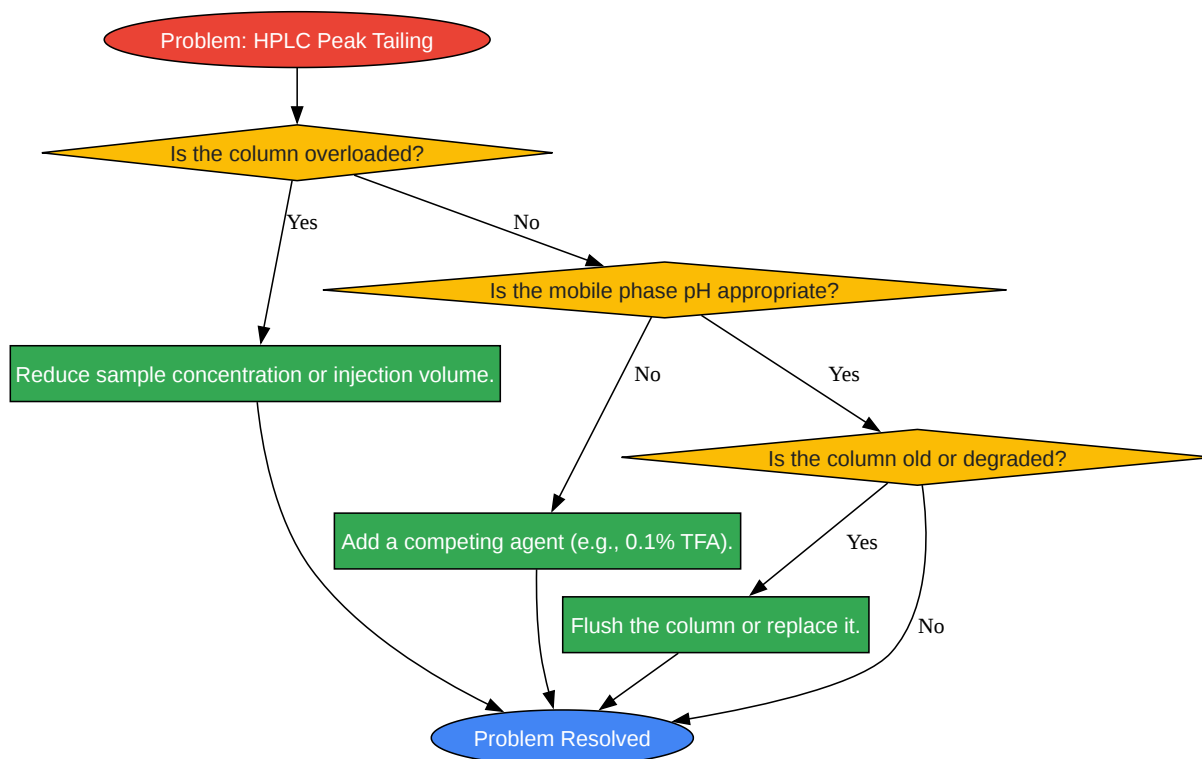 Problem: HPLC Peak Tailing
Is the column overloaded?
Yes
No
Is the mobile phase pH appropriate?
Reduce sample concentration or injection volume.
No
Yes
Is the column old or degraded?
Add a competing agent (e.g., 0.1% TFA).
Yes
Flush the column or replace it.
No
Problem Resolved